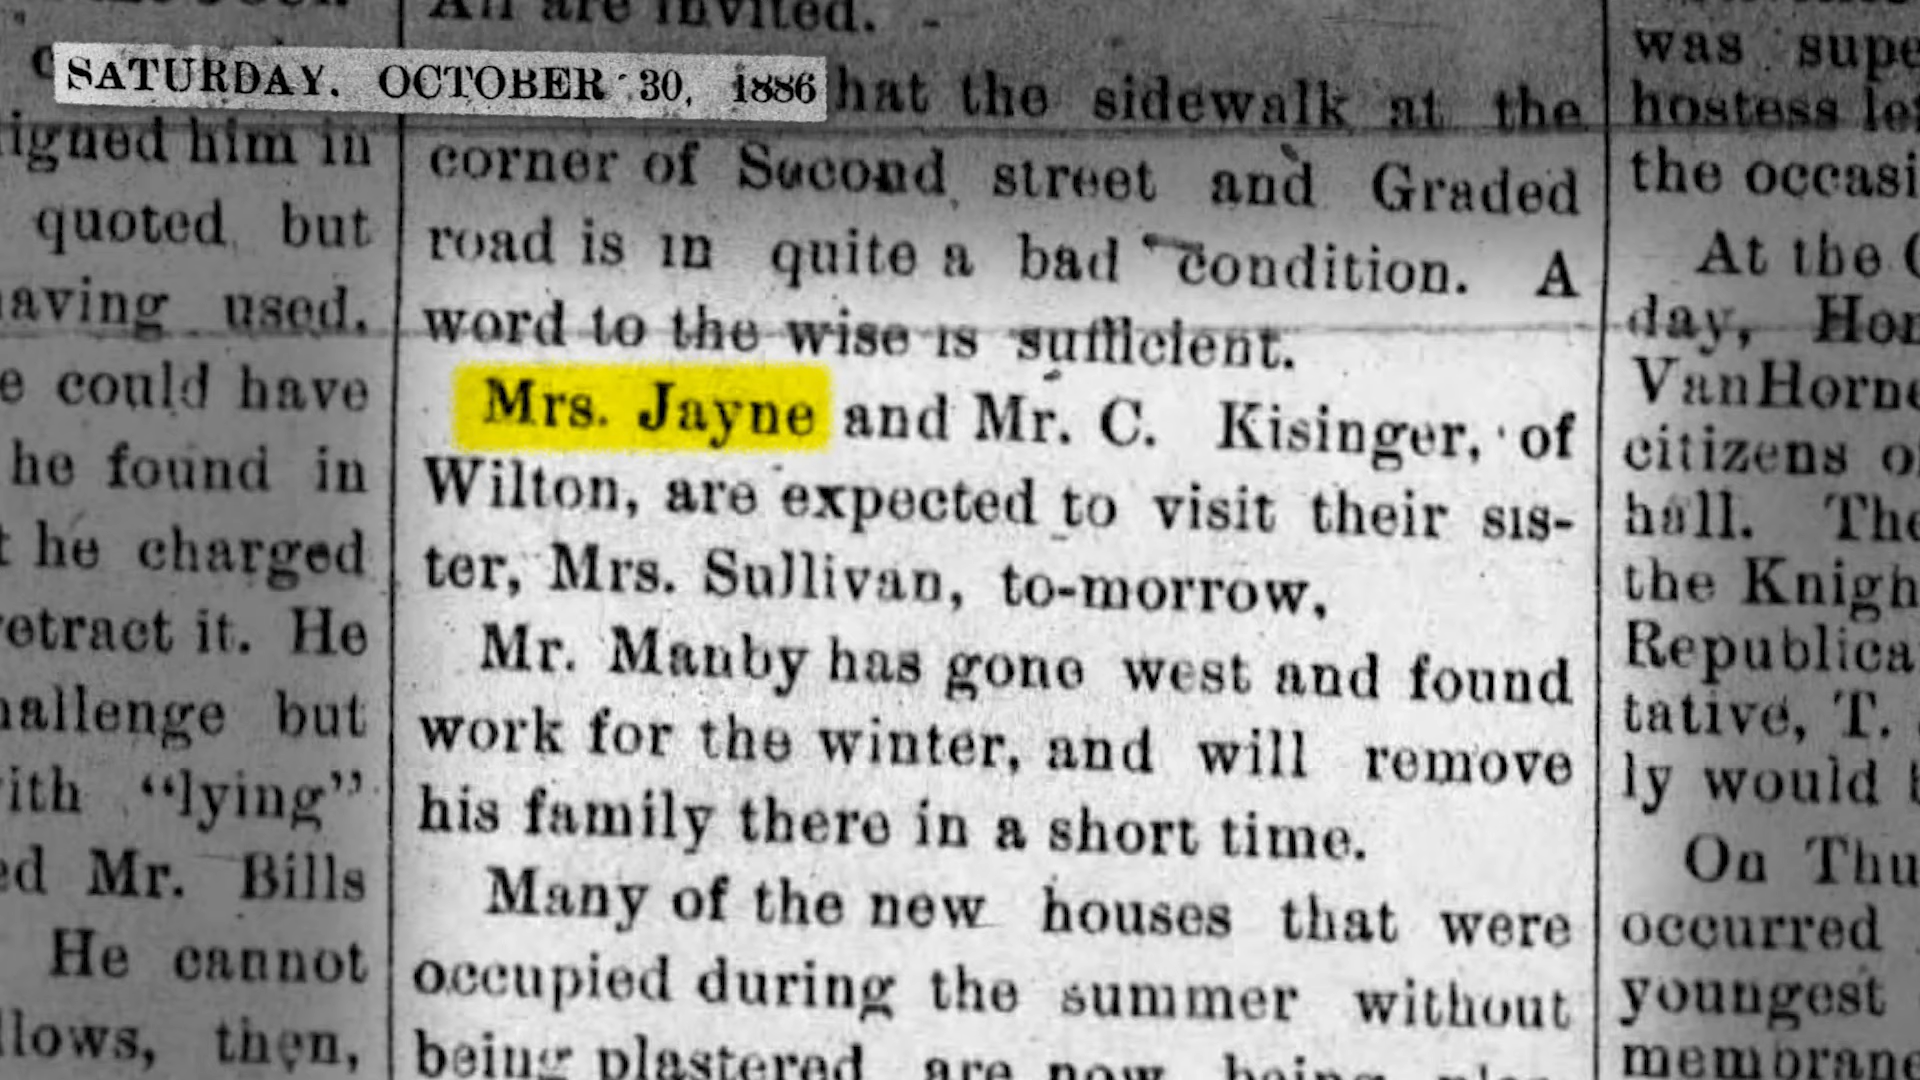 All are invited.
SATURDAY. OCTOBER 30, 1886
hat the sidewalk at the
corner of Second street and Graded
road is in quite a bad condition. A
word to the wise is sufficient.
Mrs. Jayne and Mr. C. Kisinger, of
Wilton, are expected to visit their sis-
ter, Mrs. Sullivan, to-morrow,
Mr. Manby has gone west and found
work for the winter, and will remove
his family there in a short time.
Many of the new houses that were
occupied during the summer without
being plastered are now being
igned him in
quoted but
aving used.
e could have
he found in
t he charged
retract it. He
hallenge but
ith "lying"
ed Mr. Bills
He cannot
llows, then,
was supe
hostess le
the occasi
At the
day, Hon
VanHorne
citizens o
hall. The
the Knigh
Republica
tative, T.
ly would
On Thu
occurred
youngest
membrane